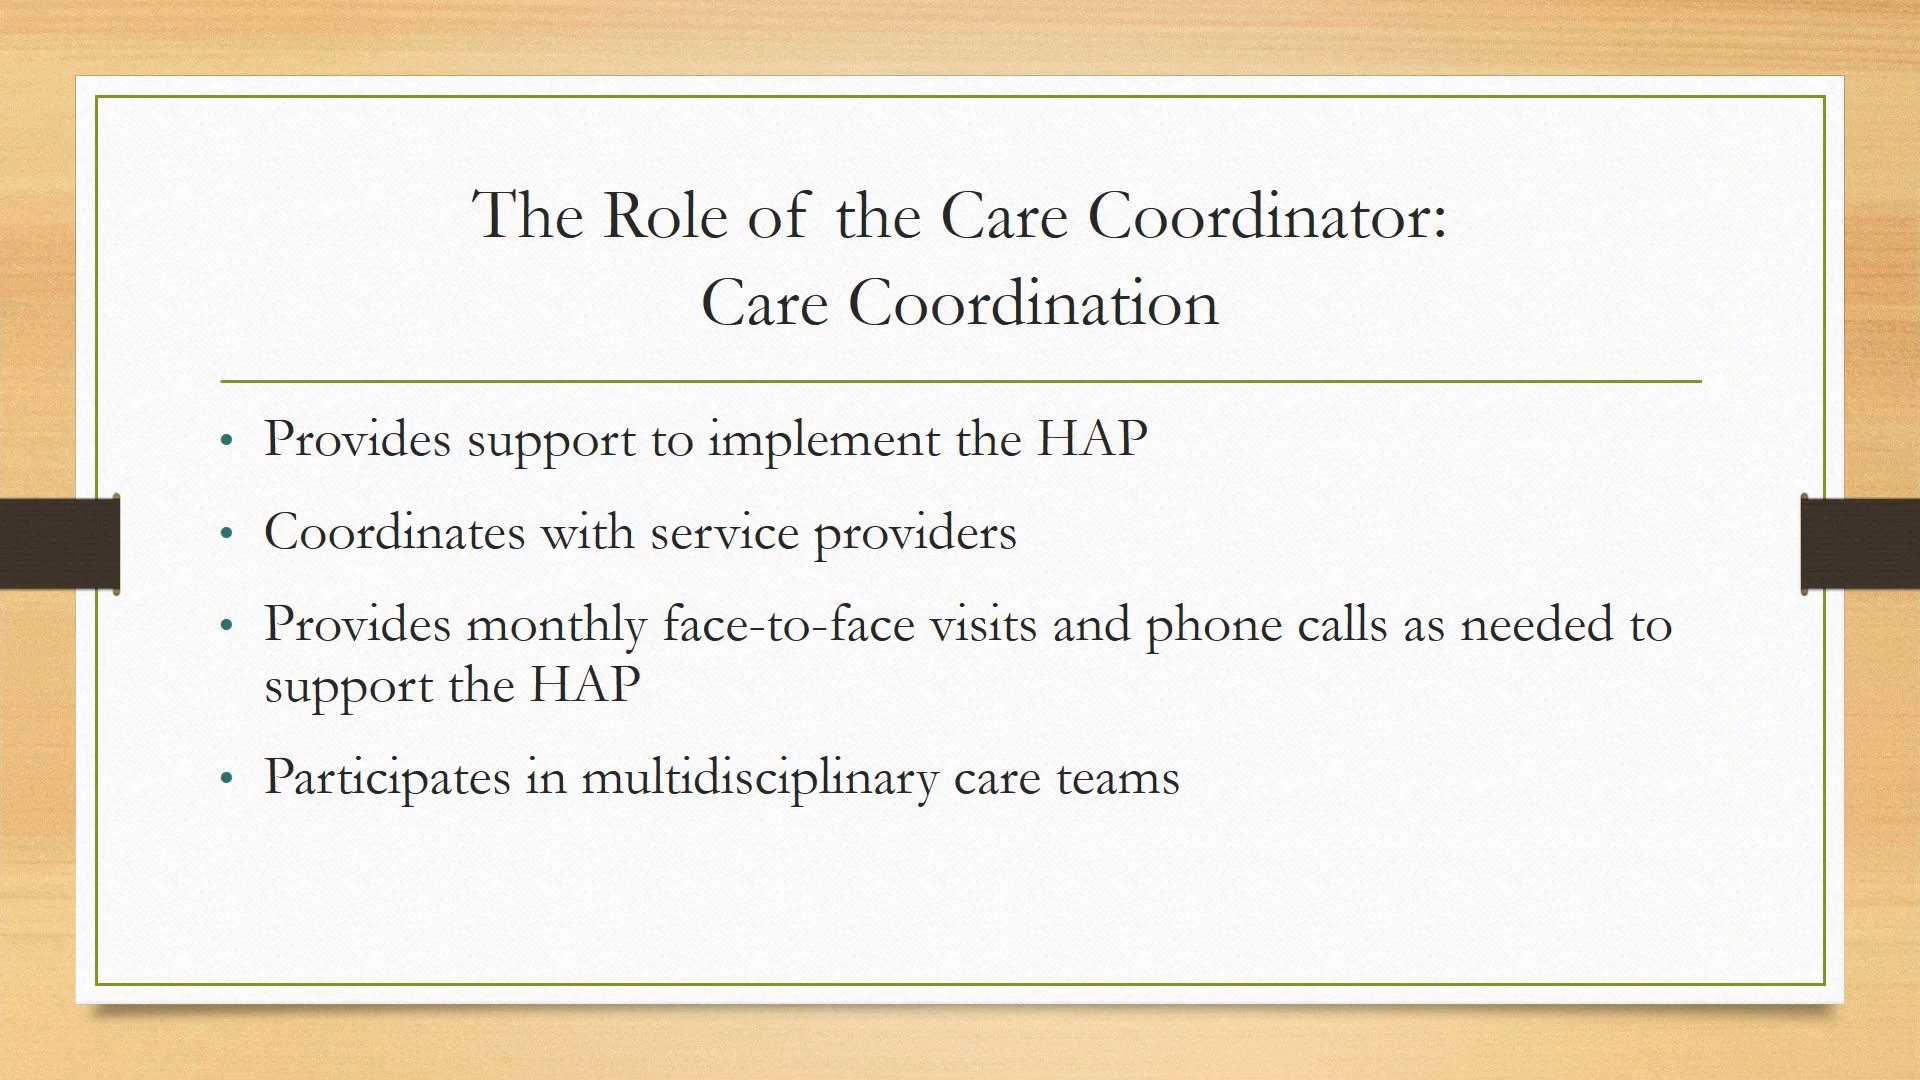 The Role of the Care Coordinator:
Care Coordination
• Provides support to implement the HAP
• Coordinates with service providers
• Provides monthly face-to-face visits and phone calls as needed to
support the HAP
• Participates in multidisciplinary care teams